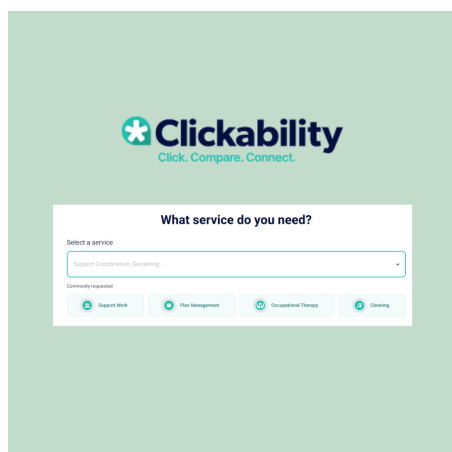 Clickability
Click. Compare. Connect.
What service do you need?
Select a service
Support Coordination, Gardening ...
Commonly requested
Support Work
Plan Management
Occupational Therapy
Cleaning